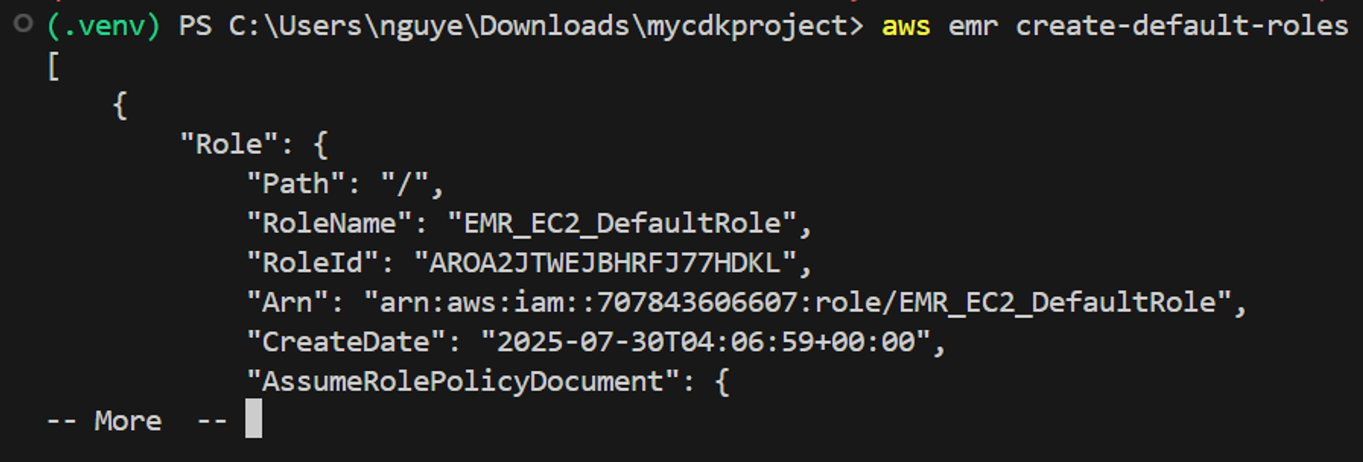 (.venv) PS C:\Users\nguye\Downloads\mycdkproject> aws emr create-default-roles
[
    {
        "Role": {
            "Path": "/",
            "RoleName": "EMR_EC2_DefaultRole",
            "RoleId": "AROA2JTWEJBHRFJ77HDKL",
            "Arn": "arn:aws:iam::707843606607:role/EMR_EC2_DefaultRole",
            "CreateDate": "2025-07-30T04:06:59+00:00",
            "AssumeRolePolicyDocument": {
-- More  --